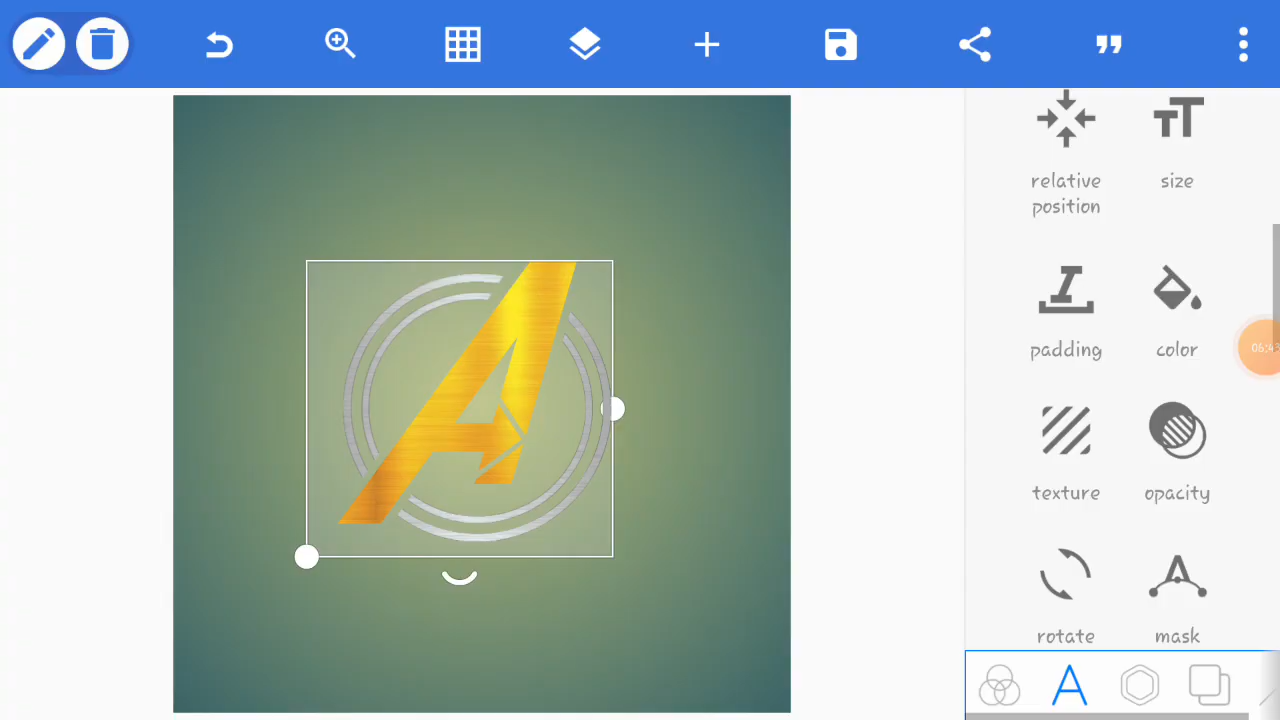 relative
position
size
padding
color
texture
opacity
rotate
mask